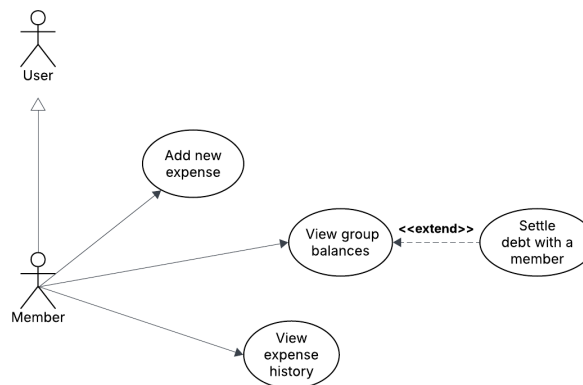 User
Add new
expense
View group
balances
<<extend>>
Settle
debt with a
member
Member
View
expense
history